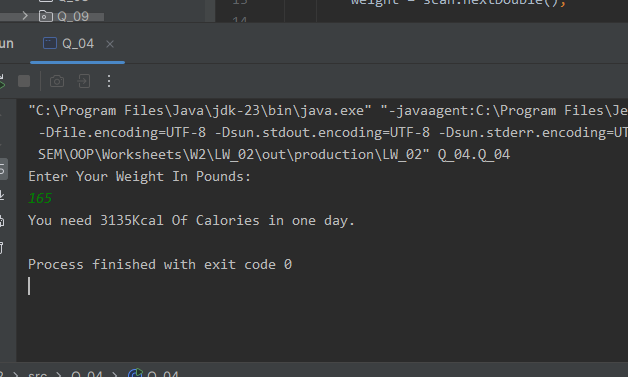 Q_09
13
weight = scan.nextDouble();
14
un
Q_04
"C:\Program Files\Java\jdk-23\bin\java.exe" "-javaagent:C:\Program Files\Je
-Dfile.encoding=UTF-8 -Dsun.stdout.encoding=UTF-8 -Dsun.stderr.encoding=UT
SEM\OOP\Worksheets\W2\LW_02\out\production\LW_02" Q_04.Q_04
Enter Your Weight In Pounds:
165
You need 3135Kcal Of Calories in one day.
Process finished with exit code 0
src > Q_04 > Q_04